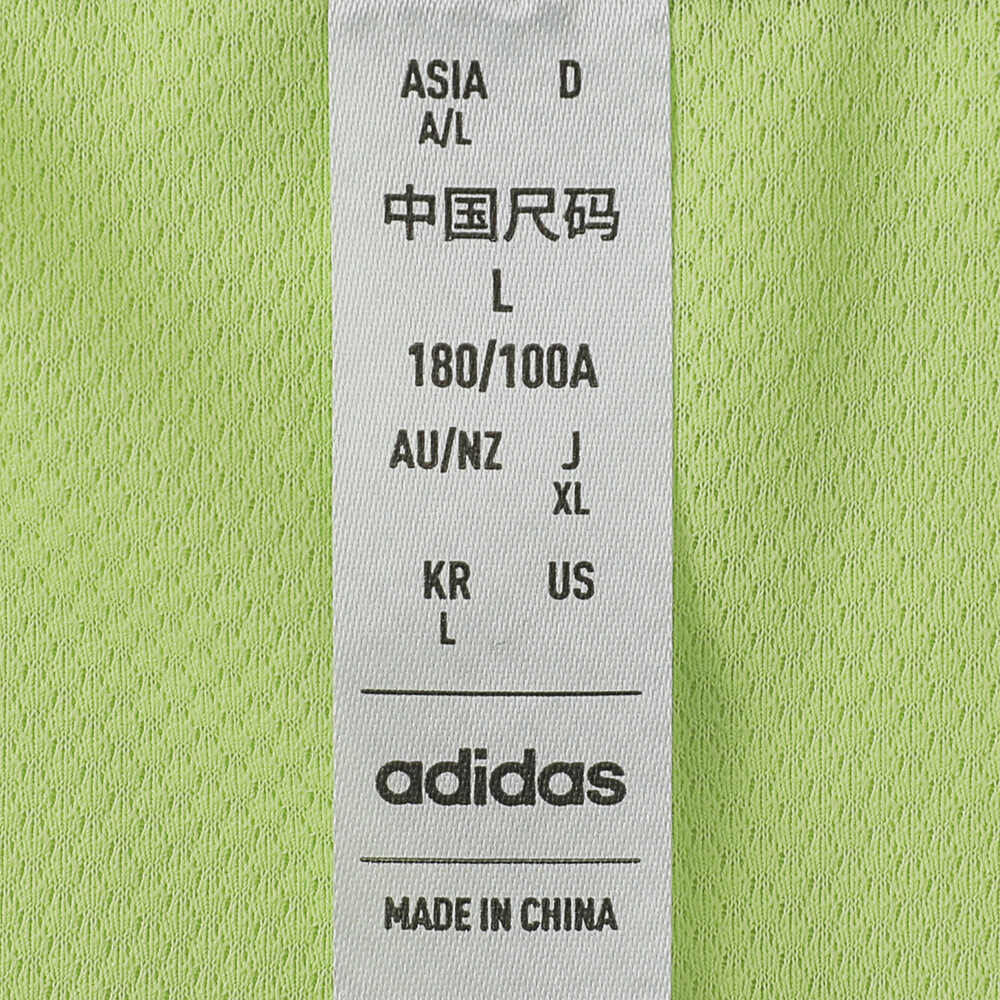 ASIA D
A/L
中国尺码
L
180/100A
AU/NZ J
XL
KR US
L
adidas
MADE IN CHINA